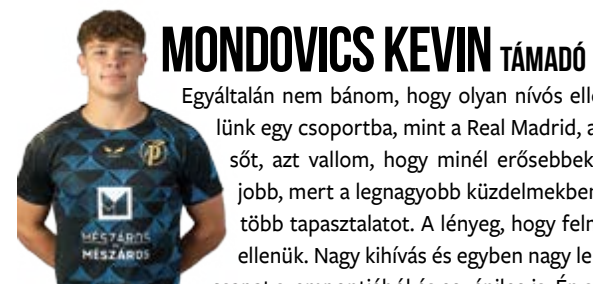 MONDOVICS KEVIN TÁMADÓ
Egyáltalán nem bánom, hogy olyan nívós elle
lünk egy csoportba, mint a Real Madrid, a
sőt, azt vallom, hogy minél erősebbek
jobb, mert a legnagyobb küzdelmekben
több tapasztalatot. A lényeg, hogy feln
ellenük. Nagy kihívás és egyben nagy le
MÉSZÁROS
MÉSZÁROS